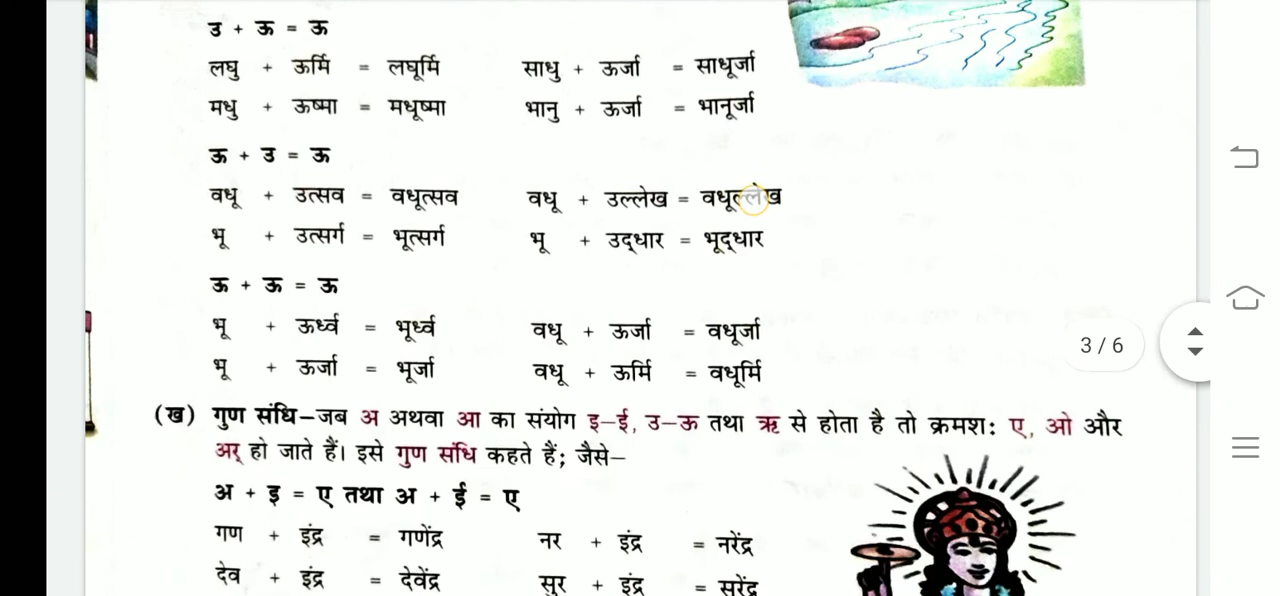 उ + ऊ = ऊ
लघु + ऊर्मि = लघूर्मि साधु + ऊर्जा = साधूर्जा
मधु + ऊष्मा = मधूष्मा भानु + ऊर्जा = भानूर्जा
ऊ + उ = ऊ
वधू + उत्सव = वधूत्सव वधू + उल्लेख = वधूल्लेख
भू + उत्सर्ग = भूत्सर्ग भू + उद्धार = भूद्धार
ऊ + ऊ = ऊ
भू + ऊर्ध्व = भूर्ध्व वधू + ऊर्जा = वधूर्जा
भू + ऊर्जा = भूर्जा वधू + ऊर्मि = वधूर्मि
(ख) गुण संधि–जब अ अथवा आ का संयोग इ–ई, उ–ऊ तथा ऋ से होता है तो क्रमशः ए, ओ और
अर् हो जाते हैं। इसे गुण संधि कहते हैं; जैसे–
अ + इ = ए तथा अ + ई = ए
गण + इंद्र = गणेंद्र नर + इंद्र = नरेंद्र
देव + इंद्र = देवेंद्र सुर + इंद्र = सुरेंद्र
3 / 6